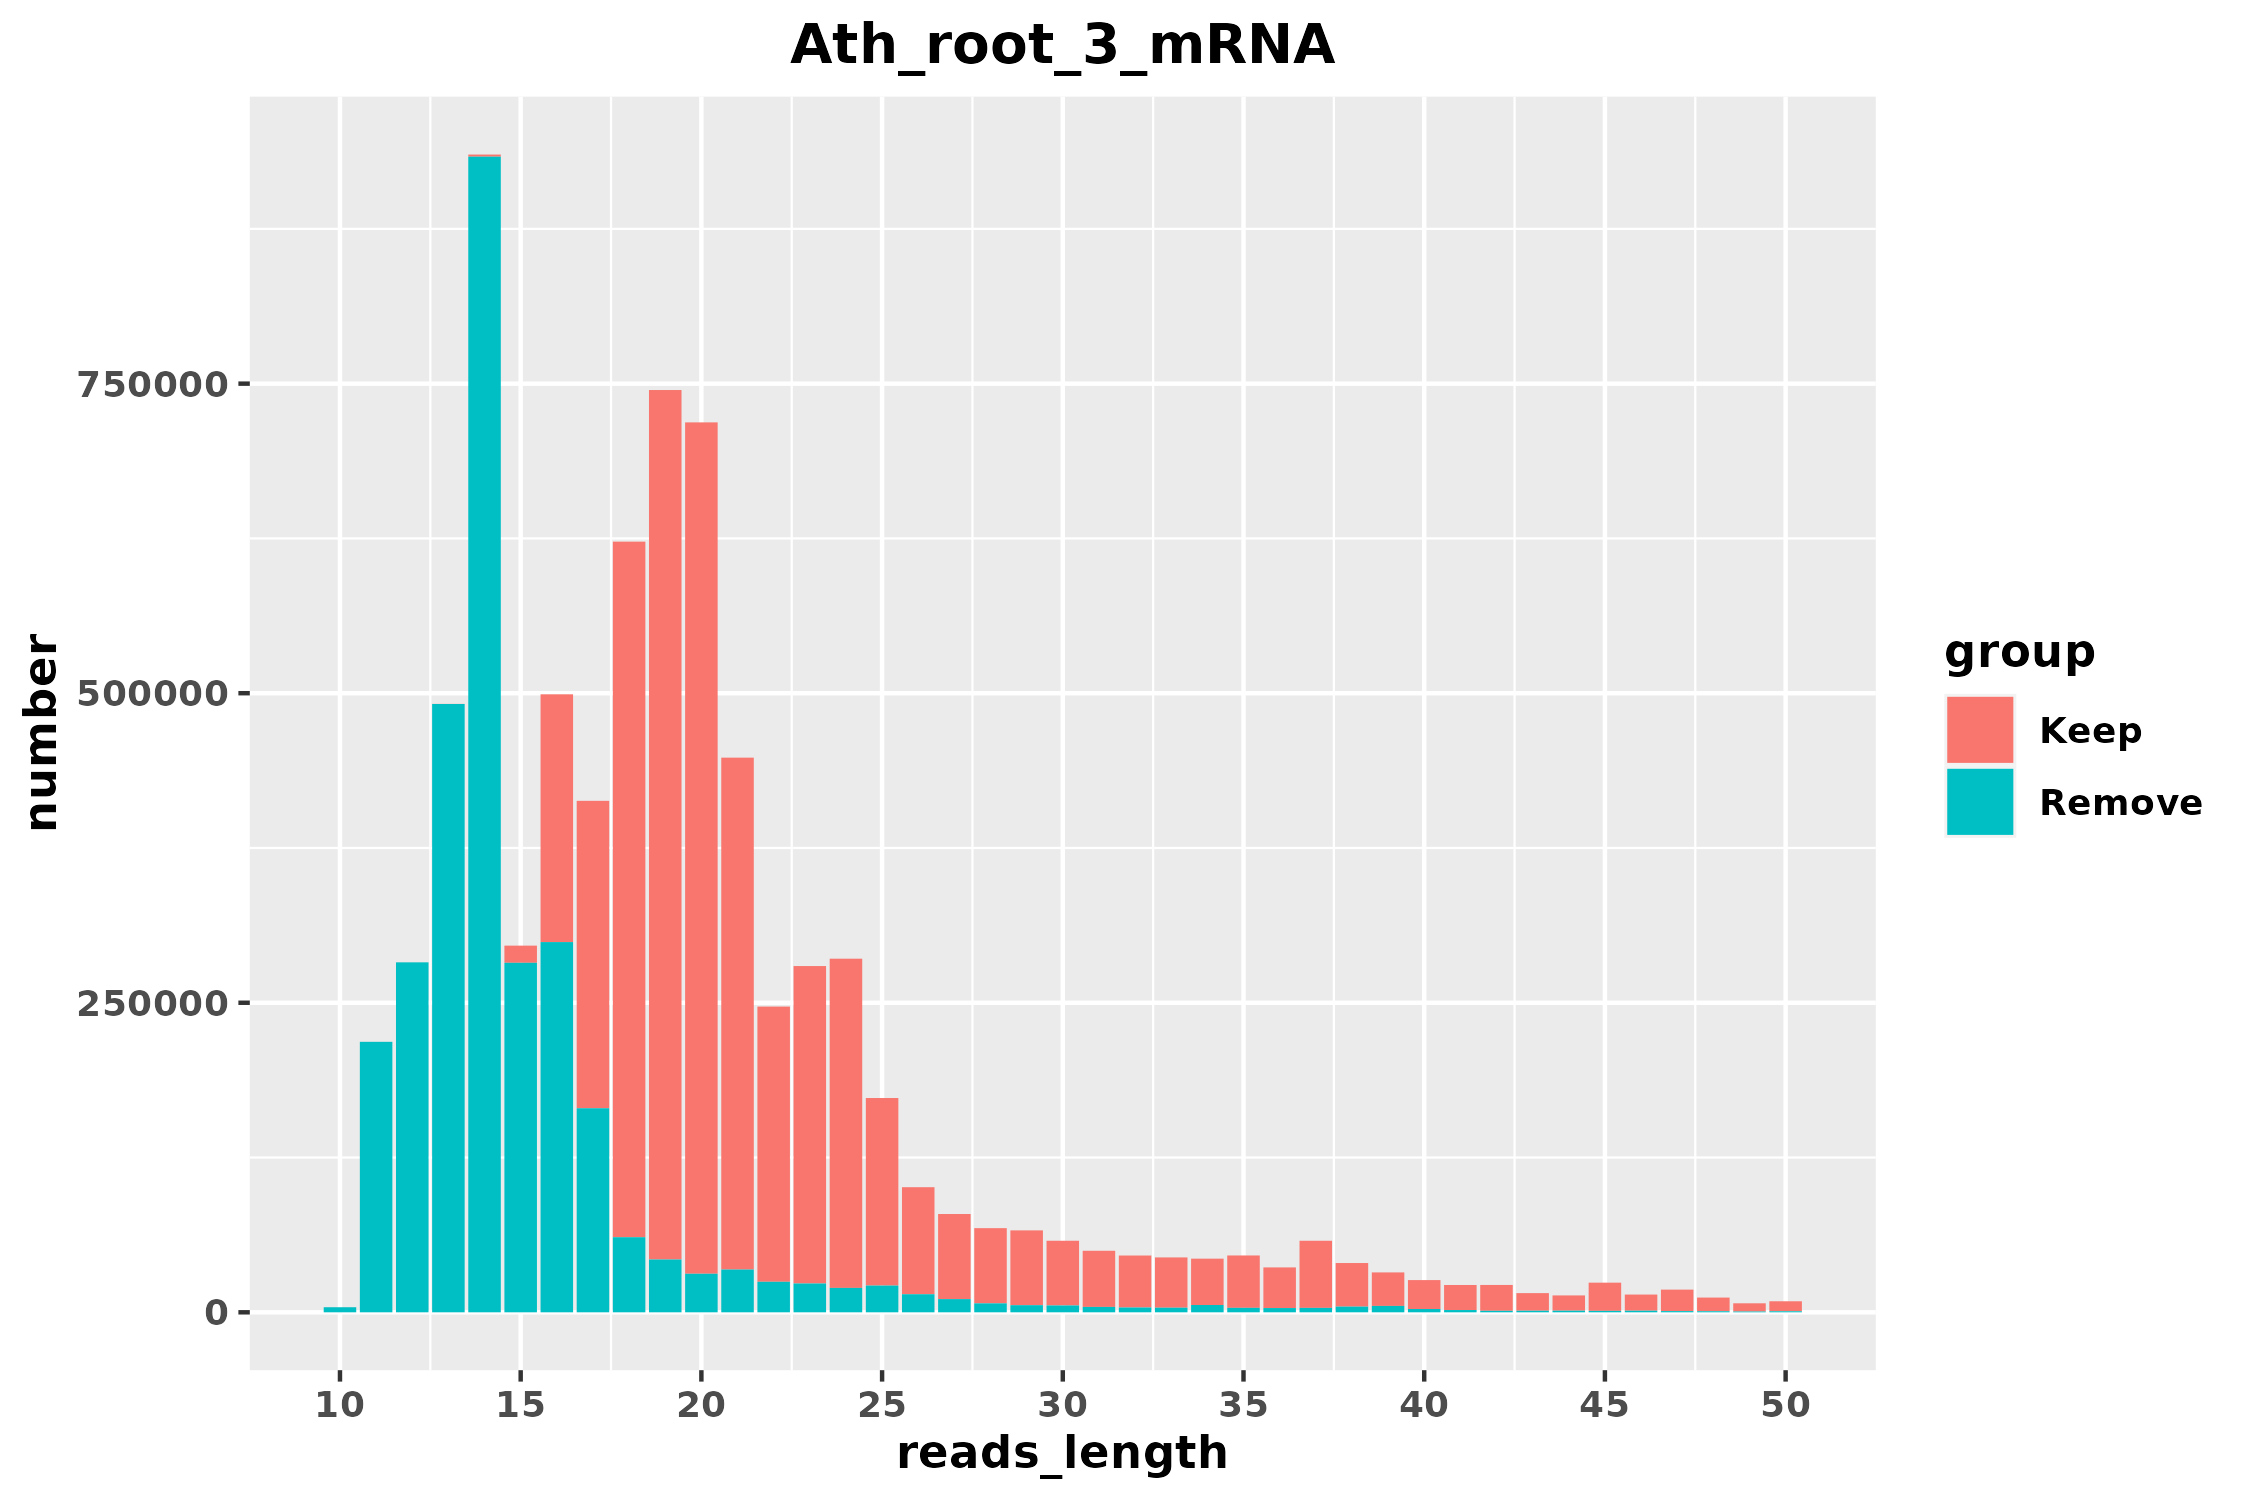 Ath_root_3_mRNA
number
750000
500000
250000
0
10 15 20 25 30 35 40 45 50
reads_length
group
Keep
Remove